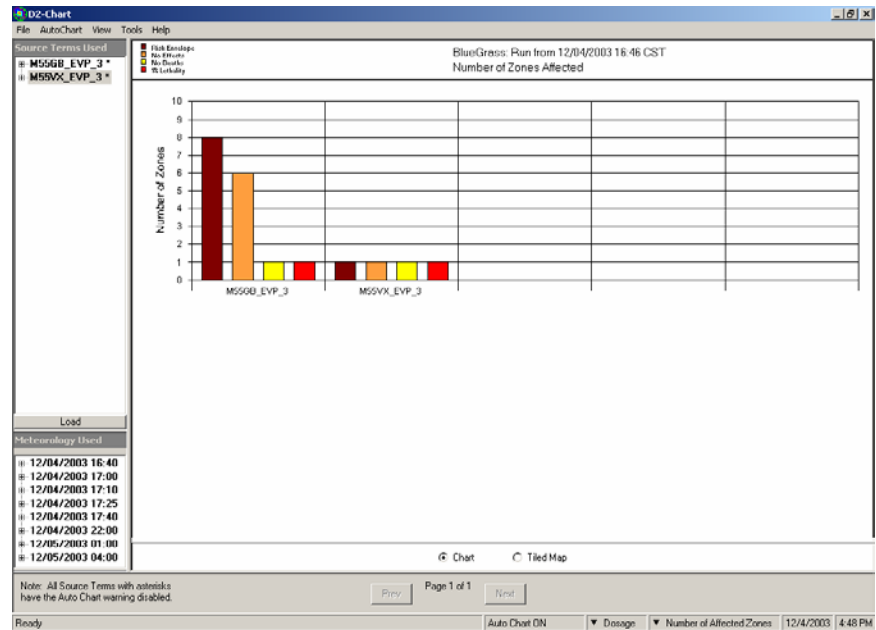 D2-Chart
File AutoChart View Tools Help
Source Terms Used
M55GB_EVP_3 *
M55VX_EVP_3 *
Risk Envelope
No Effects
No Deaths
1% Lethality
BlueGrass: Run from 12/04/2003 16:46 CST
Number of Zones Affected
Number of Zones
10
9
8
7
6
5
4
3
2
1
0
M55GB_EVP_3 M55VX_EVP_3
Load
Meteorology Used
12/04/2003 16:40
12/04/2003 17:00
12/04/2003 17:10
12/04/2003 17:25
12/04/2003 17:40
12/04/2003 22:00
12/05/2003 01:00
12/05/2003 04:00
Chart Tiled Map
Note: All Source Terms with asterisks
have the Auto Chart warning disabled.
Prev Page 1 of 1 Next
Ready Auto Chart ON Dosage Number of Affected Zones 12/4/2003 4:48 PM